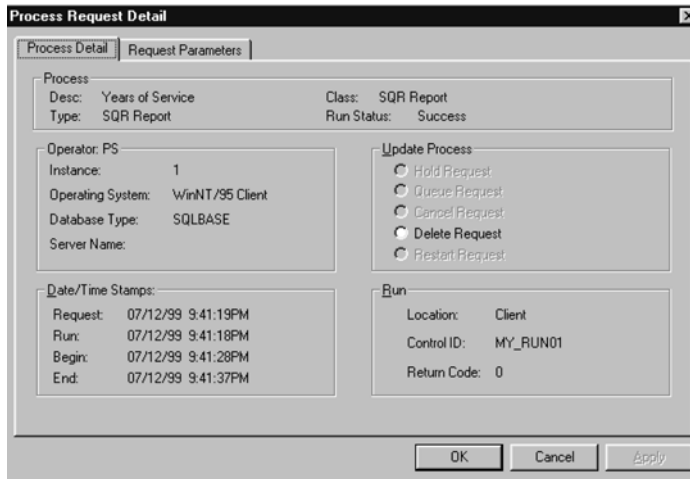 Process Request Detail
Process Detail
Request Parameters
Process
Desc: Years of Service
Class: SQR Report
Type: SQR Report
Run Status: Success
Operator: PS
Instance: 1
Operating System: WinNT/95 Client
Database Type: SQLBASE
Server Name:
Update Process
Hold Request
Queue Request
Cancel Request
Delete Request
Restart Request
Date/Time Stamps:
Request: 07/12/99 9:41:19PM
Run: 07/12/99 9:41:18PM
Begin: 07/12/99 9:41:28PM
End: 07/12/99 9:41:37PM
Run
Location: Client
Control ID: MY_RUN01
Return Code: 0
OK
Cancel
Apply